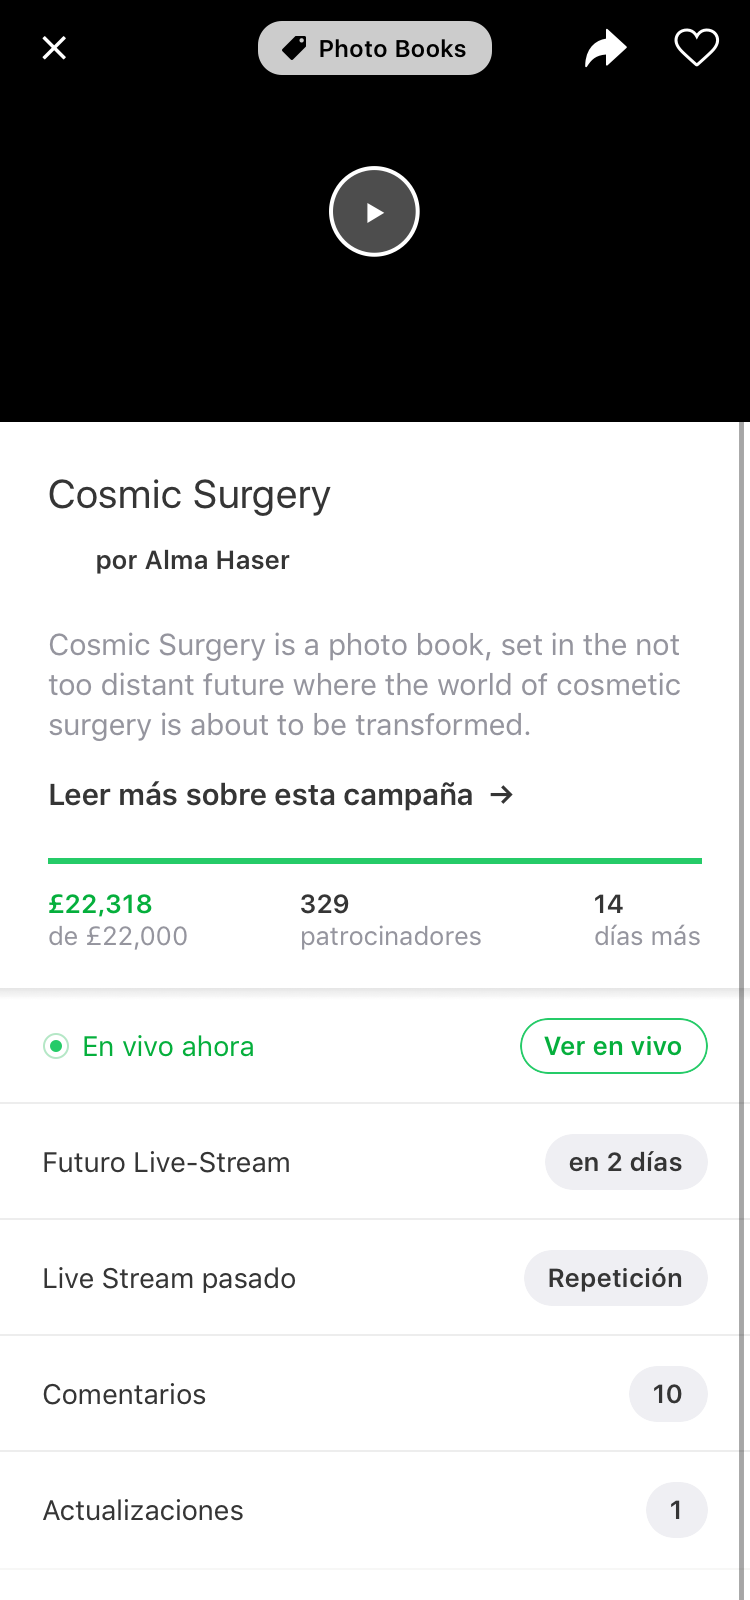 Photo Books
Cosmic Surgery
por Alma Haser
Cosmic Surgery is a photo book, set in the not
too distant future where the world of cosmetic
surgery is about to be transformed.
Leer más sobre esta campaña →
£22,318
de £22,000
329
patrocinadores
14
días más
En vivo ahora
Ver en vivo
Futuro Live-Stream
en 2 días
Live Stream pasado
Repetición
Comentarios
10
Actualizaciones
1